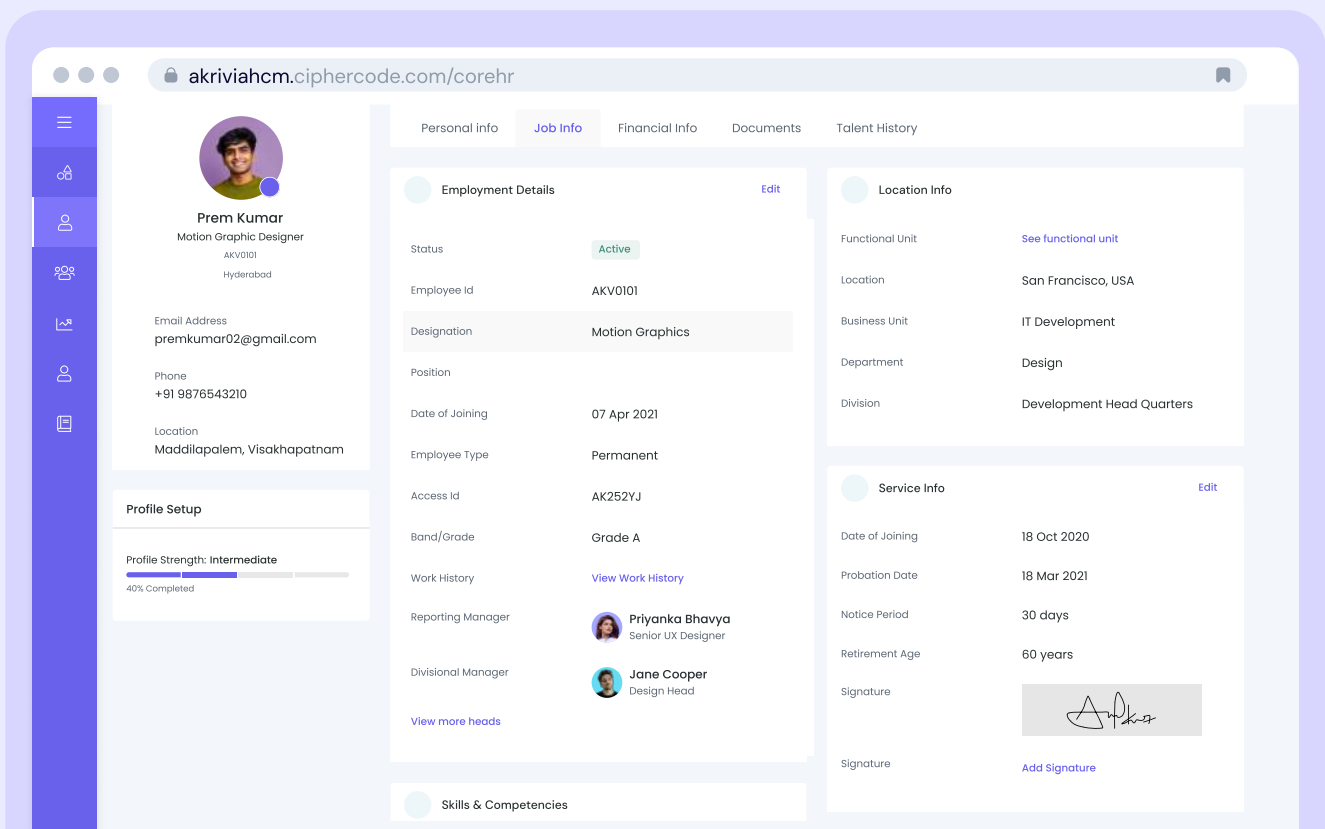 akriviahcm.ciphercode.com/corehr
Prem Kumar
Motion Graphic Designer
AKV0101
Hyderabad
Email Address
premkumar02@gmail.com
Phone
+91 9876543210
Location
Maddilapalem, Visakhapatnam
Profile Setup
Profile Strength: Intermediate
40% Completed
Personal info Job Info Financial Info Documents Talent History
Employment Details Edit
Status Active
Employee Id AKV0101
Designation Motion Graphics
Position
Date of Joining 07 Apr 2021
Employee Type Permanent
Access Id AK252YJ
Band/Grade Grade A
Work History View Work History
Reporting Manager Priyanka Bhavya
Senior UX Designer
Divisional Manager Jane Cooper
Design Head
View more heads
Skills & Competencies
Location Info
Functional Unit See functional unit
Location San Francisco, USA
Business Unit IT Development
Department Design
Division Development Head Quarters
Service Info Edit
Date of Joining 18 Oct 2020
Probation Date 18 Mar 2021
Notice Period 30 days
Retirement Age 60 years
Signature
Signature Add Signature